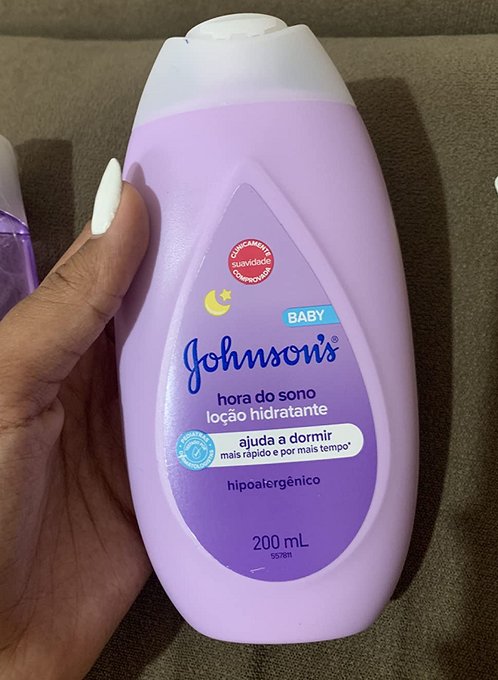 CLINICAMENTE
suavidade
COMPROVADA
BABY
Johnson's®
hora do sono
loção hidratante
ajuda a dormir
mais rápido e por mais tempo*
PEDIATRAS
hipoalergênico
200 mL
557811